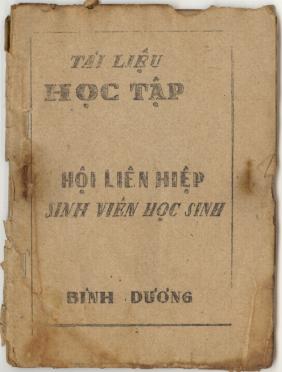 TÀI LIỆU
HỌC TẬP
HỘI LIÊN HIỆP
SINH VIÊN HỌC SINH
BÌNH DƯƠNG